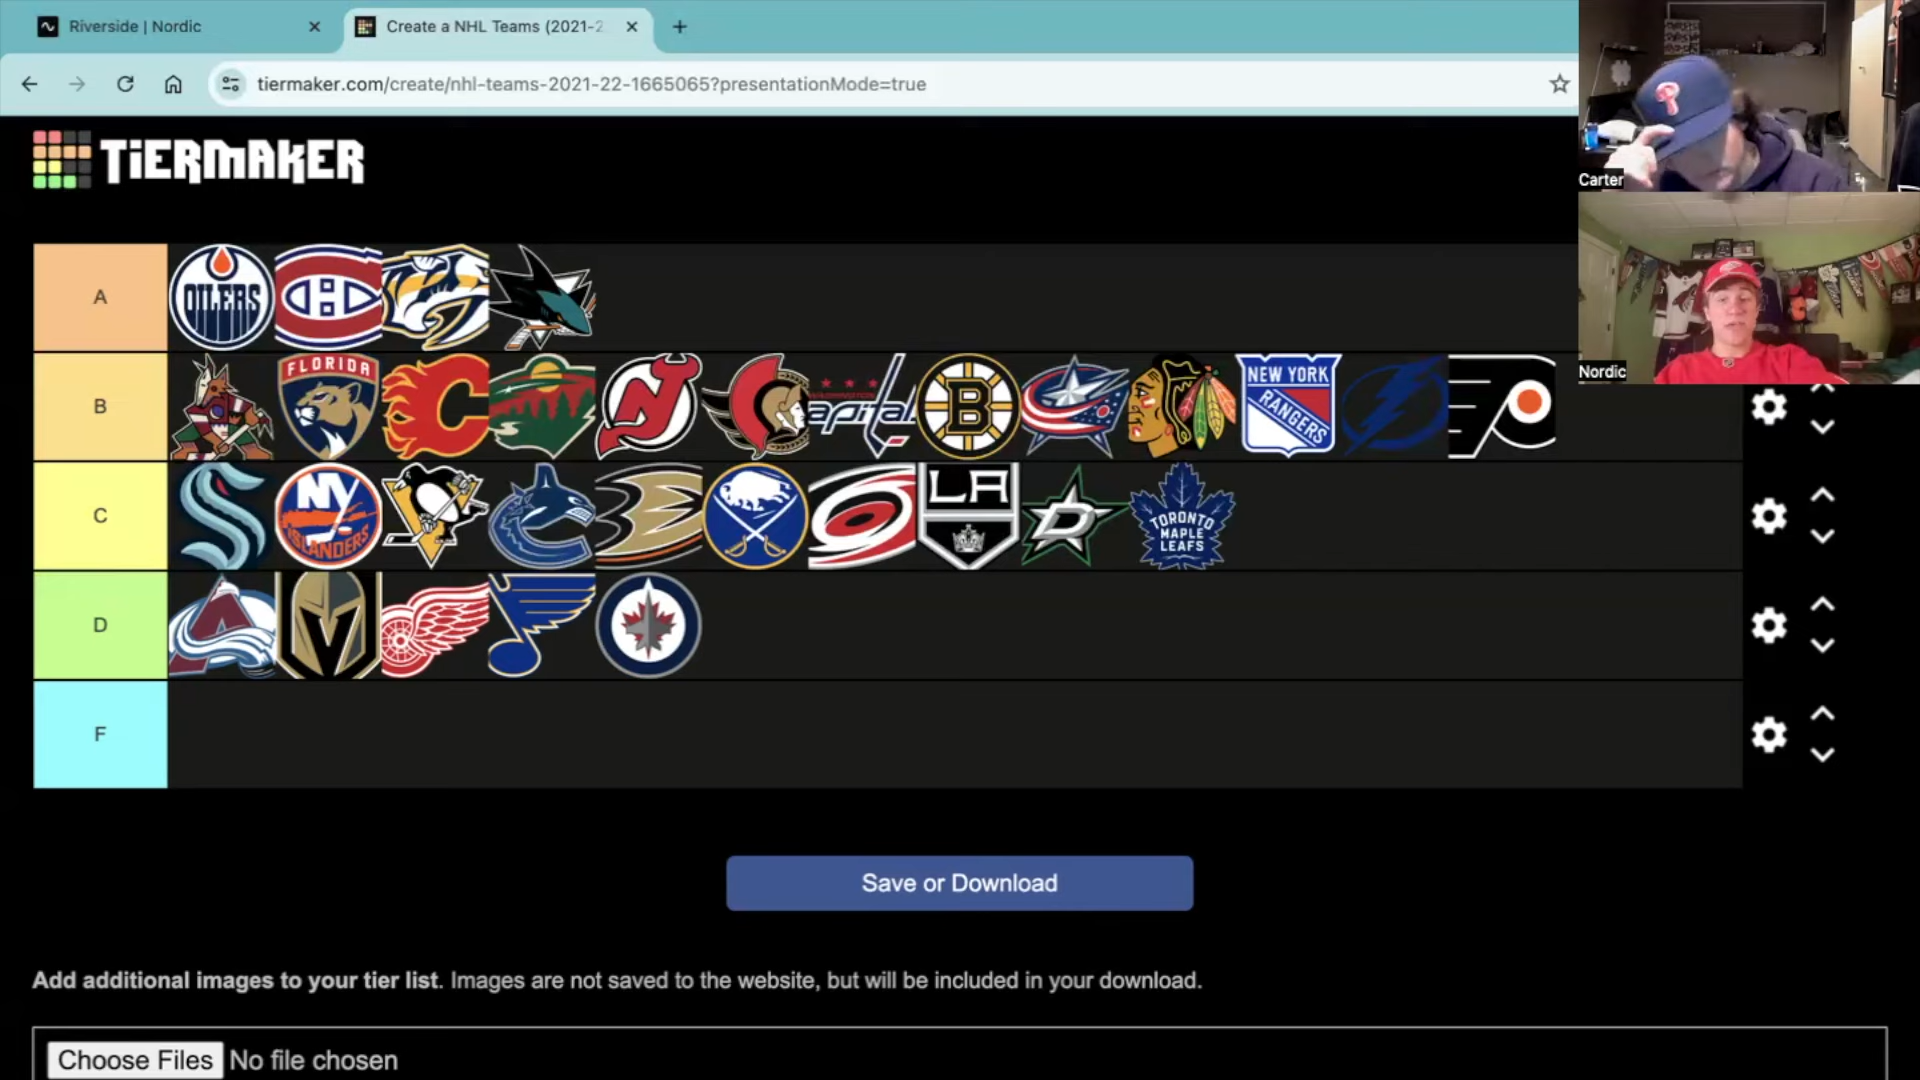 Riverside | Nordic
Create a NHL Teams (2021-2
tiermaker.com/create/nhl-teams-2021-22-1665065?presentationMode=true
TiERMAKER
Carter
Nordic
A
OILERS
B
FLORIDA
WASHINGTON
capitals
B
NEW YORK
RANGERS
C
NY
ISLANDERS
LA
D
TORONTO
MAPLE
LEAFS
D
F
Save or Download
Add additional images to your tier list. Images are not saved to the website, but will be included in your download.
Choose Files No file chosen